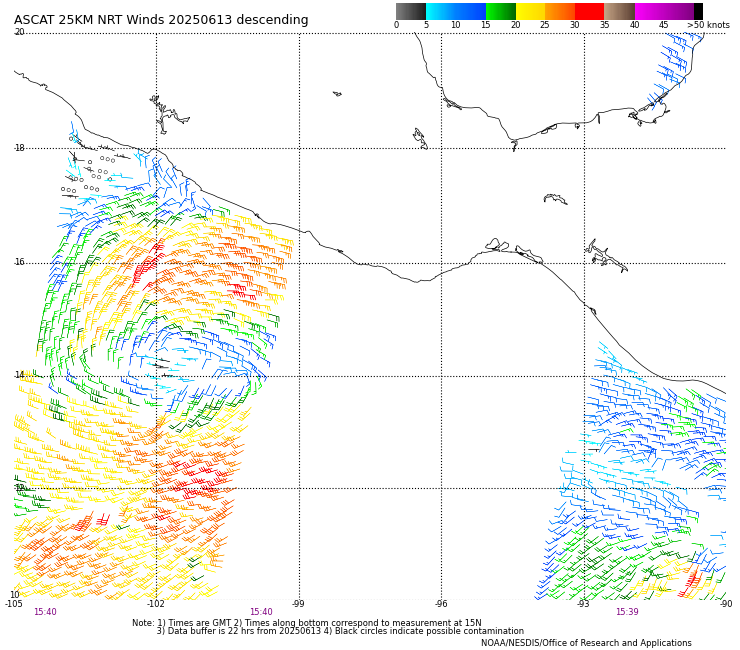 ASCAT 25KM NRT Winds 20250613 descending
0 5 10 15 20 25 30 35 40 45 >50 knots
20
18
16
14
12
10
-105 -102 -99 -96 -93 -90
15:40 15:40 15:39
Note: 1) Times are GMT 2) Times along bottom correspond to measurement at 15N
3) Data buffer is 22 hrs from 20250613 4) Black circles indicate possible contamination
NOAA/NESDIS/Office of Research and Applications